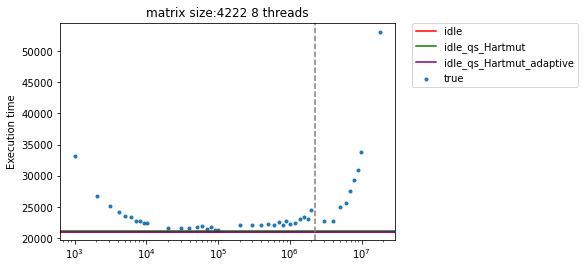 matrix size:4222 8 threads
Execution time
50000
45000
40000
35000
30000
25000
20000
10³
10⁴
10⁵
10⁶
10⁷
idle
idle_qs_Hartmut
idle_qs_Hartmut_adaptive
true